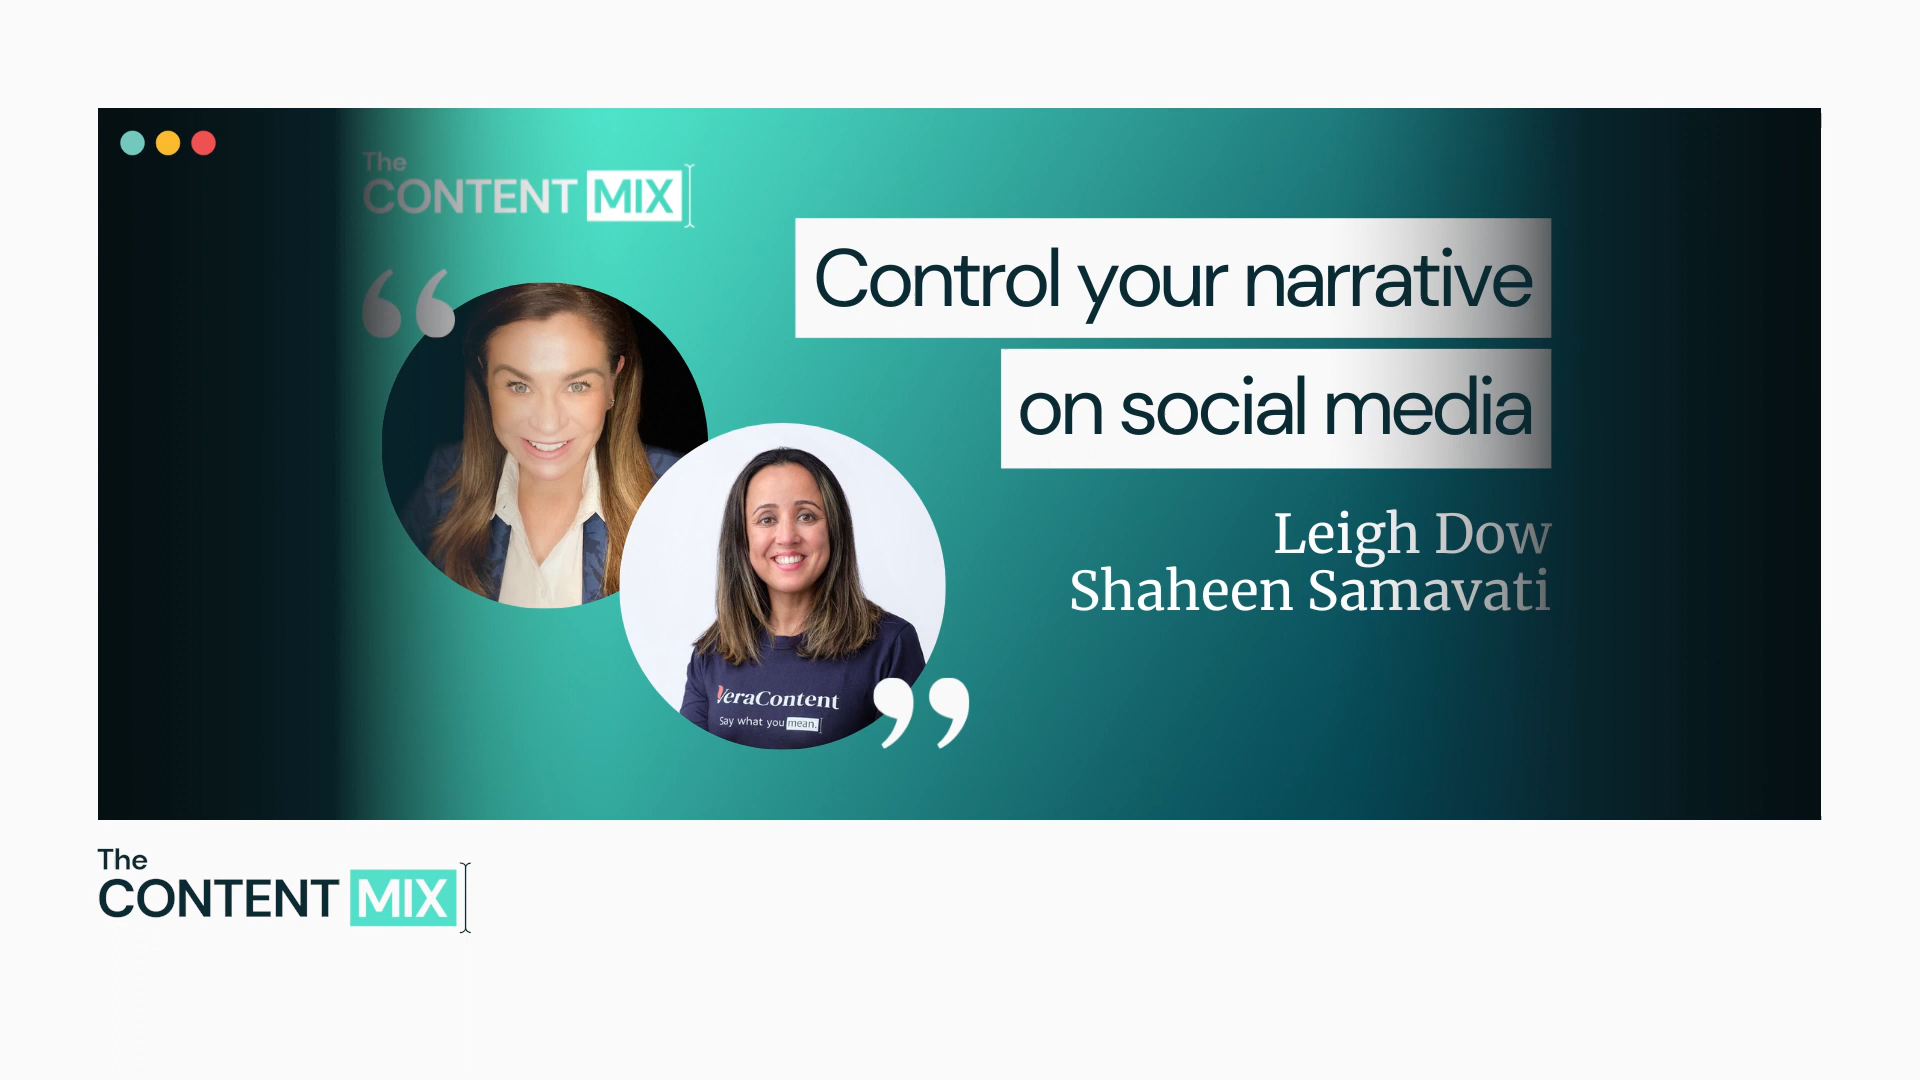 The
CONTENT MIX
Control your narrative
on social media
Leigh Dow
Shaheen Samavati
VeraContent
Say what you mean.
The
CONTENT MIX